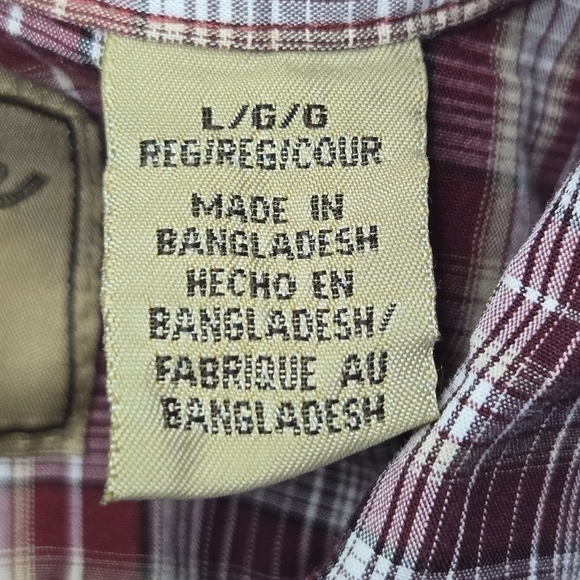 L/G/G
REG/REG/COUR
MADE IN
BANGLADESH
HECHO EN
BANGLADESH/
FABRIQUE AU
BANGLADESH